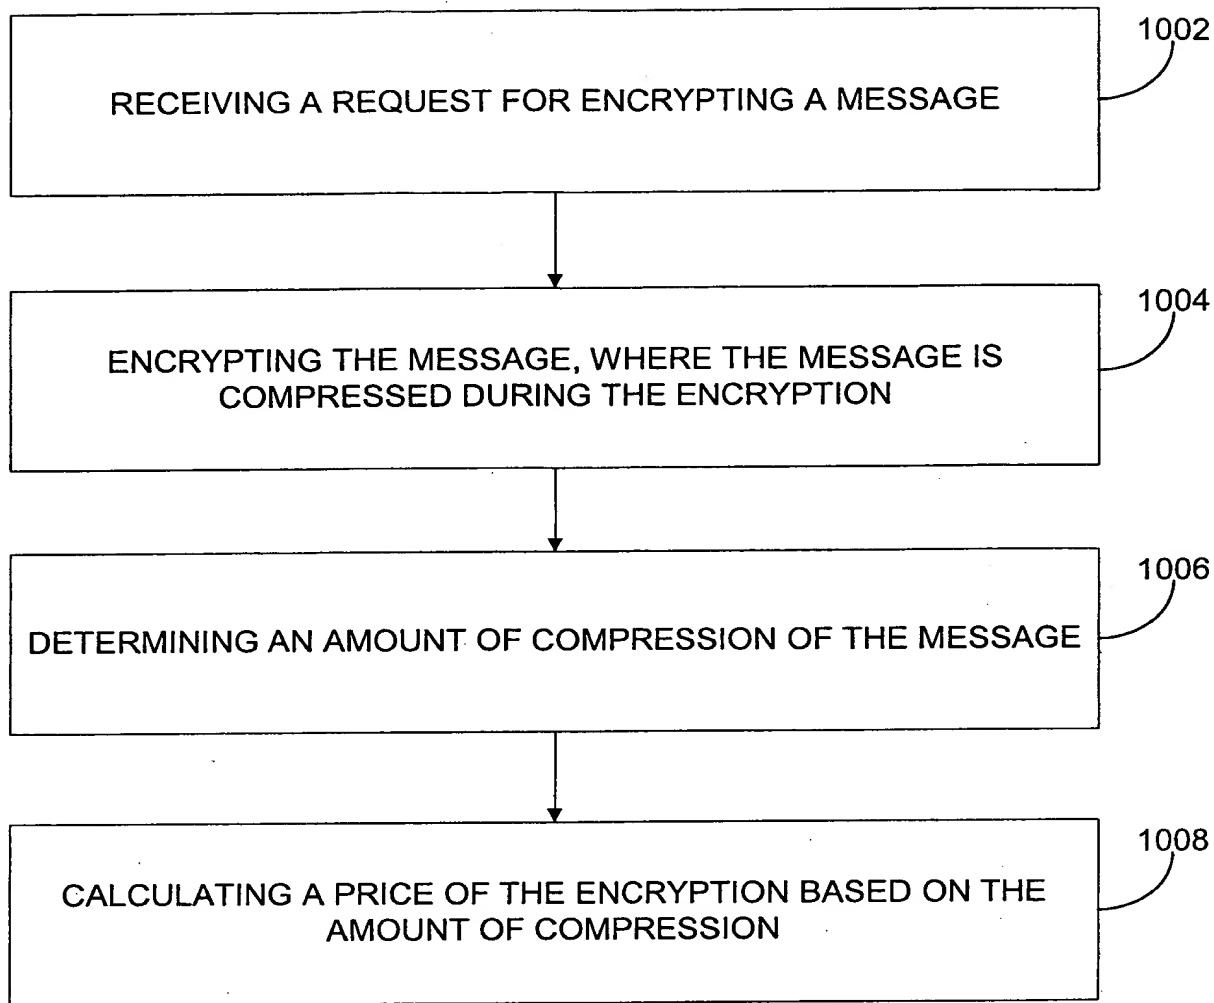 1002
RECEIVING A REQUEST FOR ENCRYPTING A MESSAGE
1004
ENCRYPTING THE MESSAGE, WHERE THE MESSAGE IS
COMPRESSED DURING THE ENCRYPTION
1006
DETERMINING AN AMOUNT OF COMPRESSION OF THE MESSAGE
1008
CALCULATING A PRICE OF THE ENCRYPTION BASED ON THE
AMOUNT OF COMPRESSION